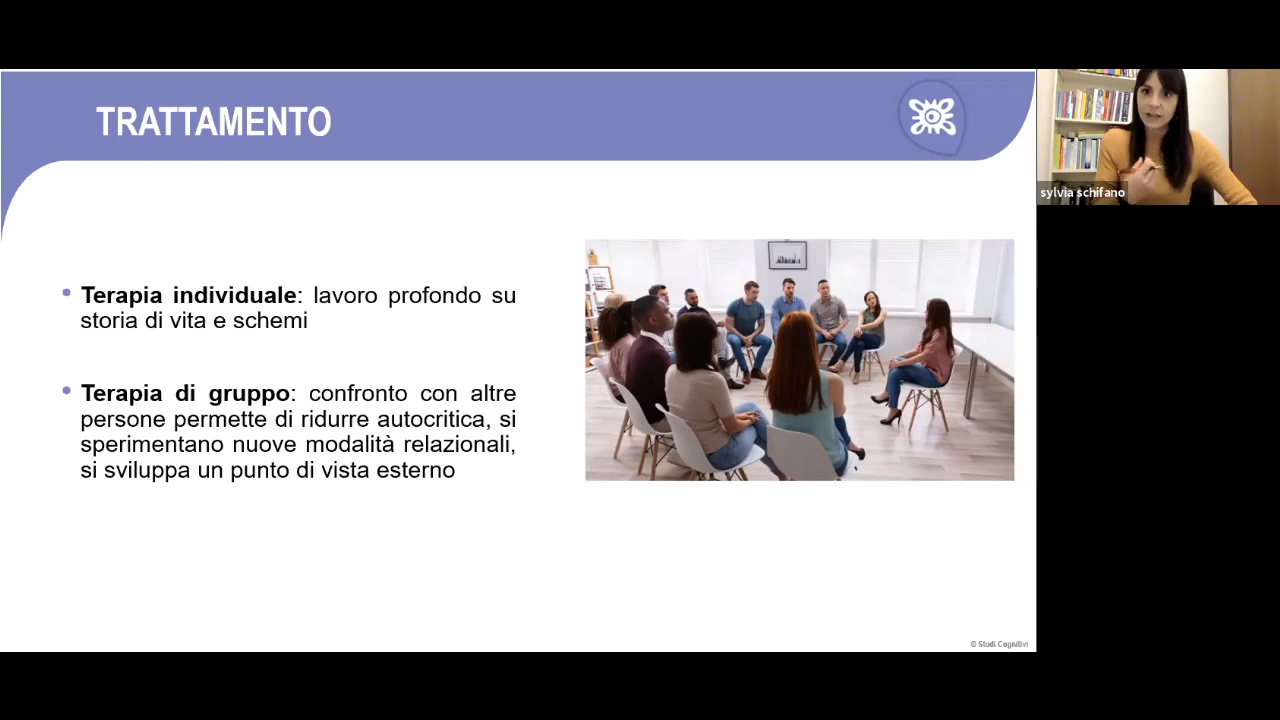 TRATTAMENTO
sylvia schifano
• Terapia individuale: lavoro profondo su
storia di vita e schemi
• Terapia di gruppo: confronto con altre
persone permette di ridurre autocritica, si
sperimentano nuove modalità relazionali,
si sviluppa un punto di vista esterno
© Studi Cognitivi